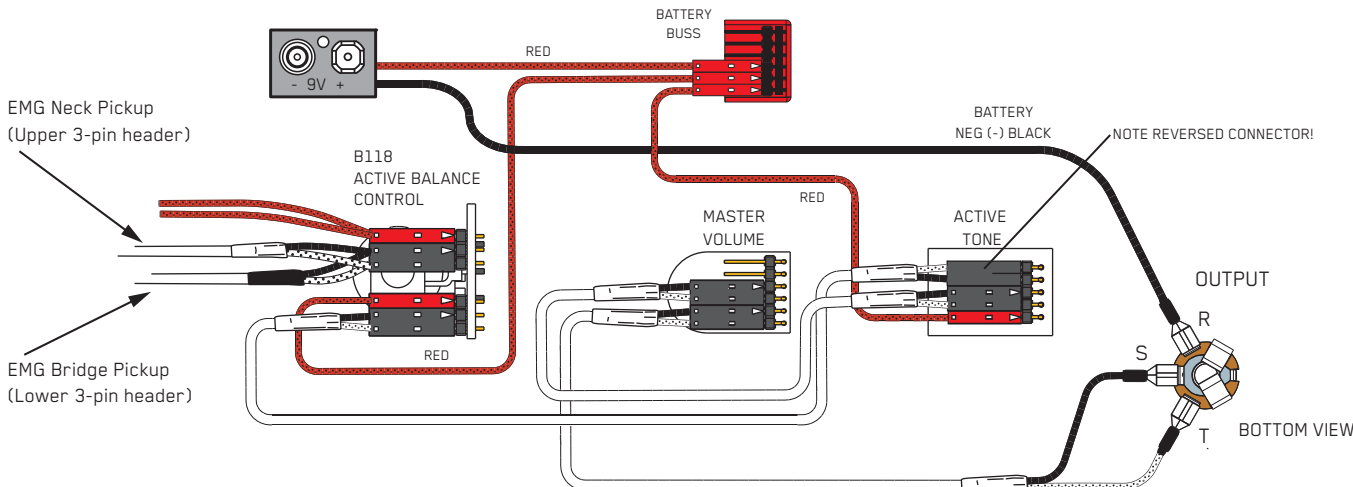 BATTERY
BUSS
RED
- 9V +
EMG Neck Pickup
(Upper 3-pin header)
BATTERY
NEG (-) BLACK
NOTE REVERSED CONNECTOR!
B118
ACTIVE BALANCE
CONTROL
RED
MASTER
VOLUME
ACTIVE
TONE
OUTPUT
R
S
RED
EMG Bridge Pickup
(Lower 3-pin header)
T
BOTTOM VIEW